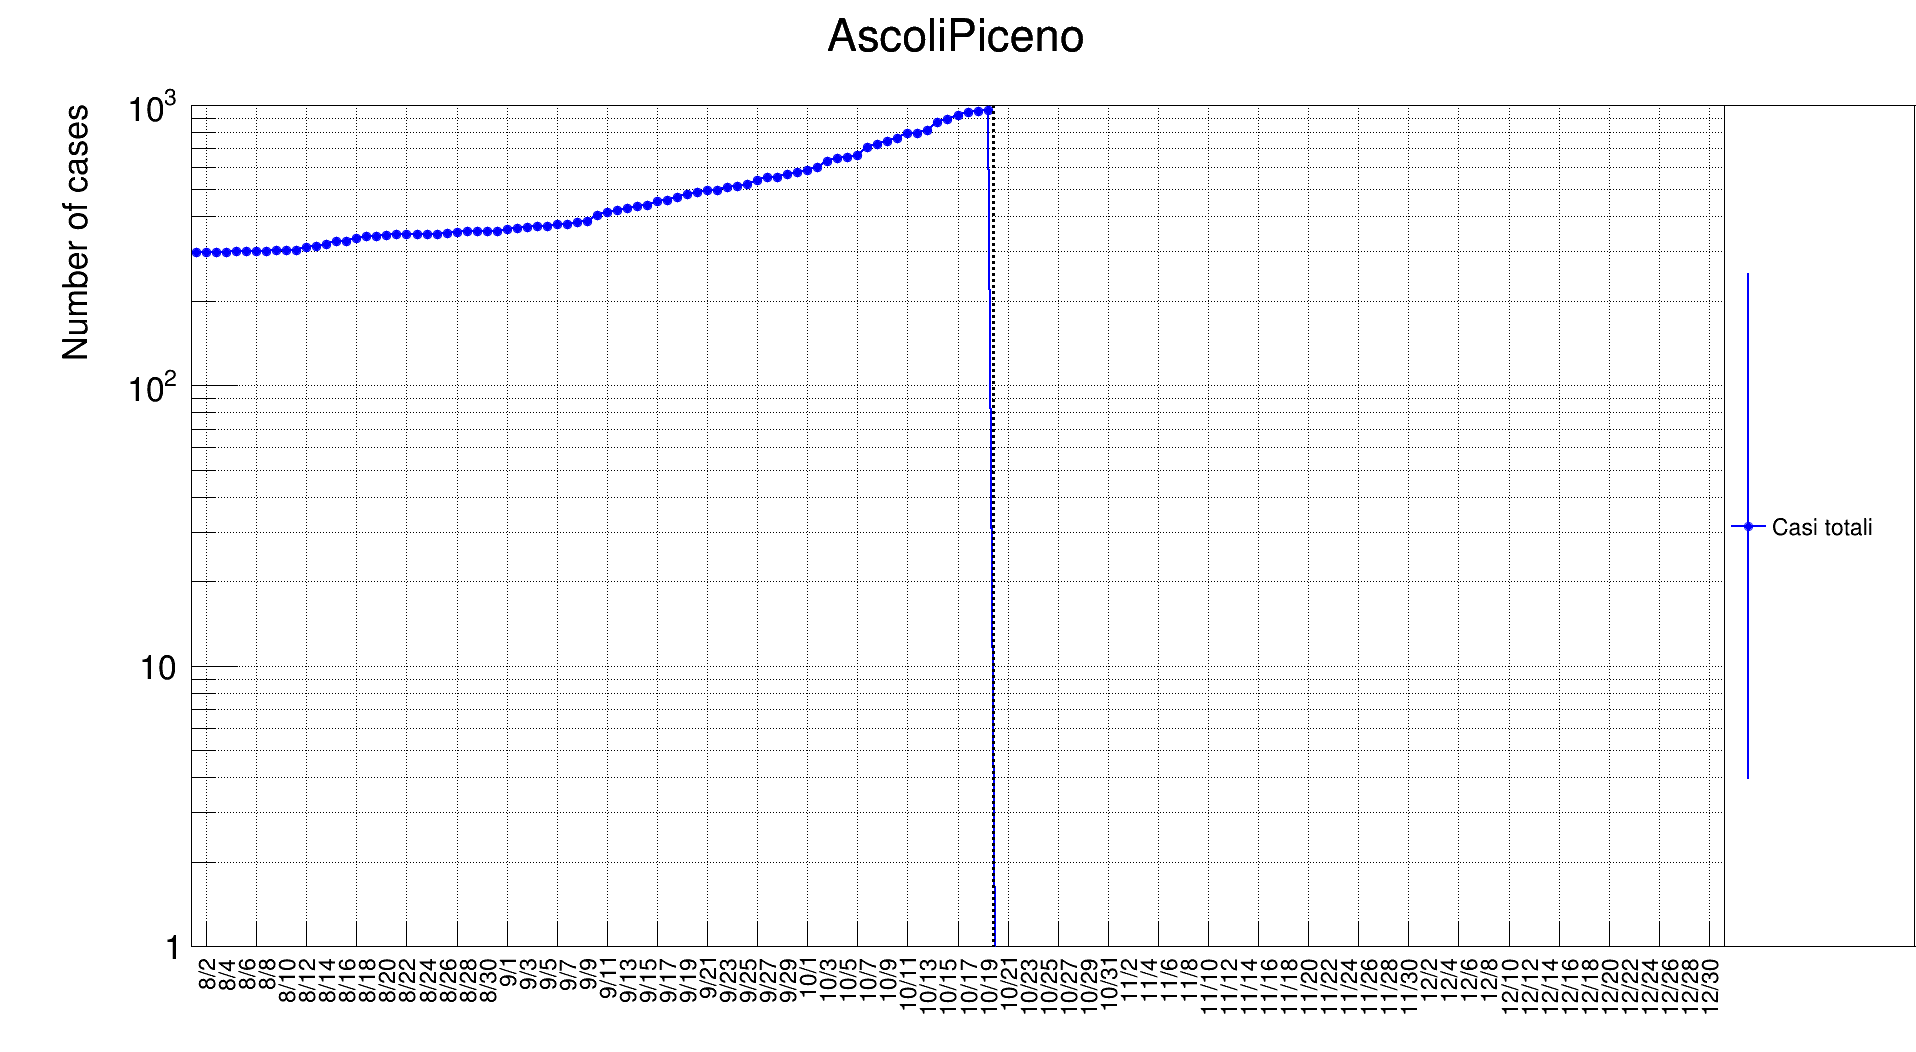 AscoliPiceno
Number of cases
10³
10²
10
1
8/2 8/4 8/6 8/8 8/10 8/12 8/14 8/16 8/18 8/20 8/22 8/24 8/26 8/28 8/30 9/1 9/3 9/5 9/7 9/9 9/11 9/13 9/15 9/17 9/19 9/21 9/23 9/25 9/27 9/29 10/1 10/3 10/5 10/7 10/9 10/11 10/13 10/15 10/17 10/19 10/21 10/23 10/25 10/27 10/29 10/31 11/2 11/4 11/6 11/8 11/10 11/12 11/14 11/16 11/18 11/20 11/22 11/24 11/26 11/28 11/30 12/2 12/4 12/6 12/8 12/10 12/12 12/14 12/16 12/18 12/20 12/22 12/24 12/26 12/28 12/30
Casi totali